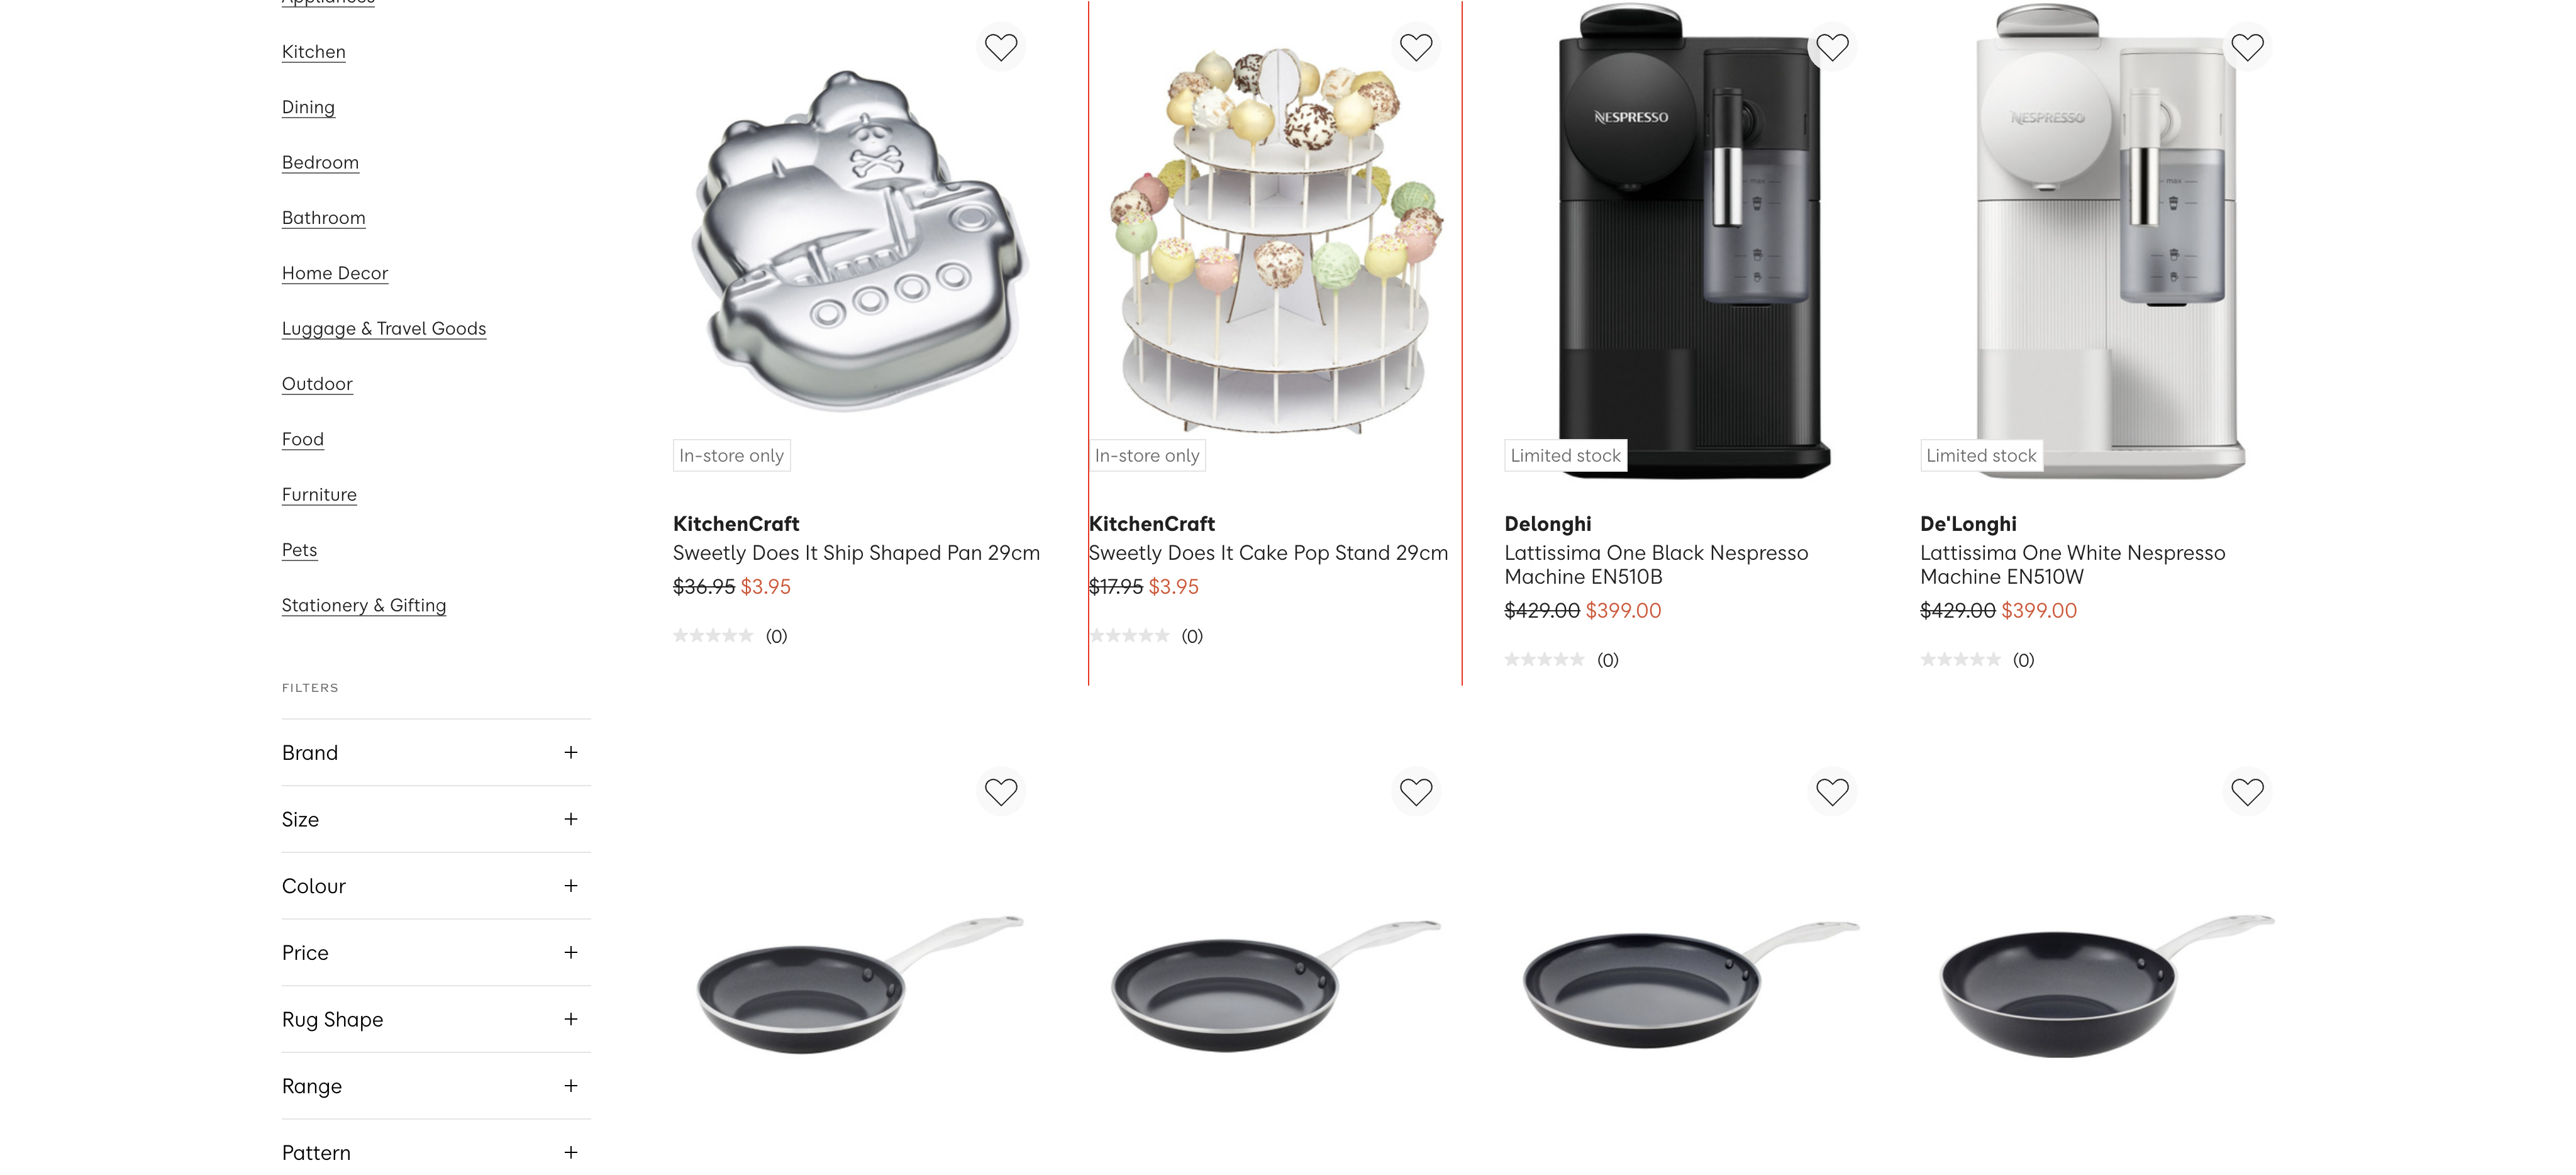 Appliances
Kitchen
Dining
Bedroom
Bathroom
Home Decor
Luggage & Travel Goods
Outdoor
Food
Furniture
Pets
Stationery & Gifting
FILTERS
Brand +
Size +
Colour +
Price +
Rug Shape +
Range +
Pattern +
In-store only
KitchenCraft
Sweetly Does It Ship Shaped Pan 29cm
$36.95 $3.95
(0)
In-store only
KitchenCraft
Sweetly Does It Cake Pop Stand 29cm
$17.95 $3.95
(0)
NESPRESSO
max
Limited stock
Delonghi
Lattissima One Black Nespresso
Machine EN510B
$429.00 $399.00
(0)
NESPRESSO
max
Limited stock
De'Longhi
Lattissima One White Nespresso
Machine EN510W
$429.00 $399.00
(0)